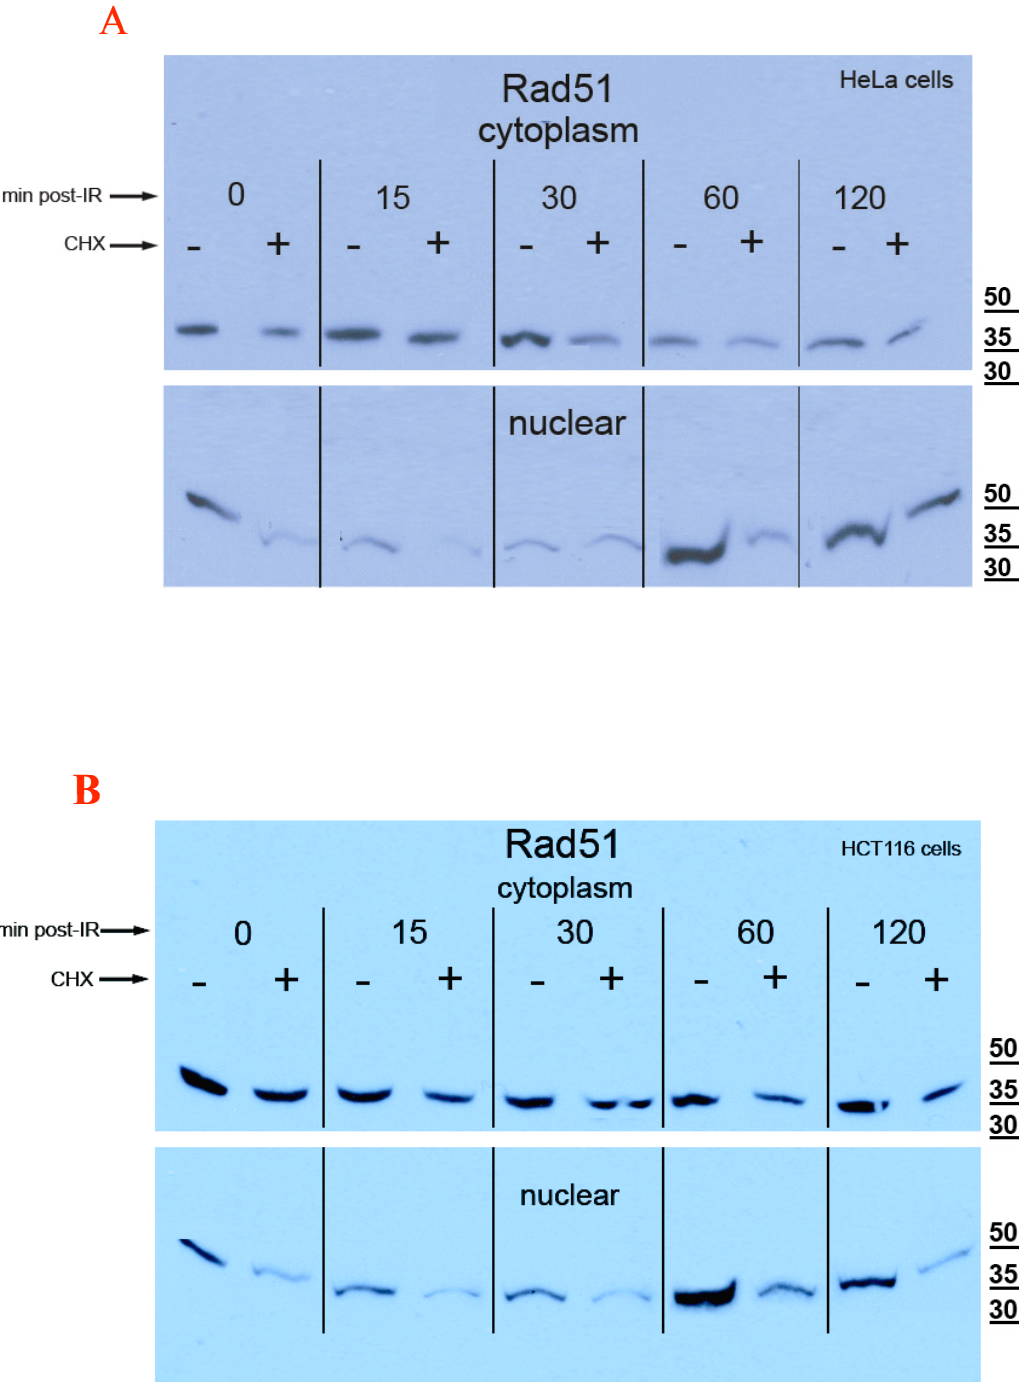 A
Rad51
HeLa cells
cytoplasm
min post-IR 0 15 30 60 120
CHX - + - + - + - + - +
50
35
30
nuclear
50
35
30
B
Rad51
HCT116 cells
cytoplasm
min post-IR 0 15 30 60 120
CHX - + - + - + - + - +
50
35
30
nuclear
50
35
30